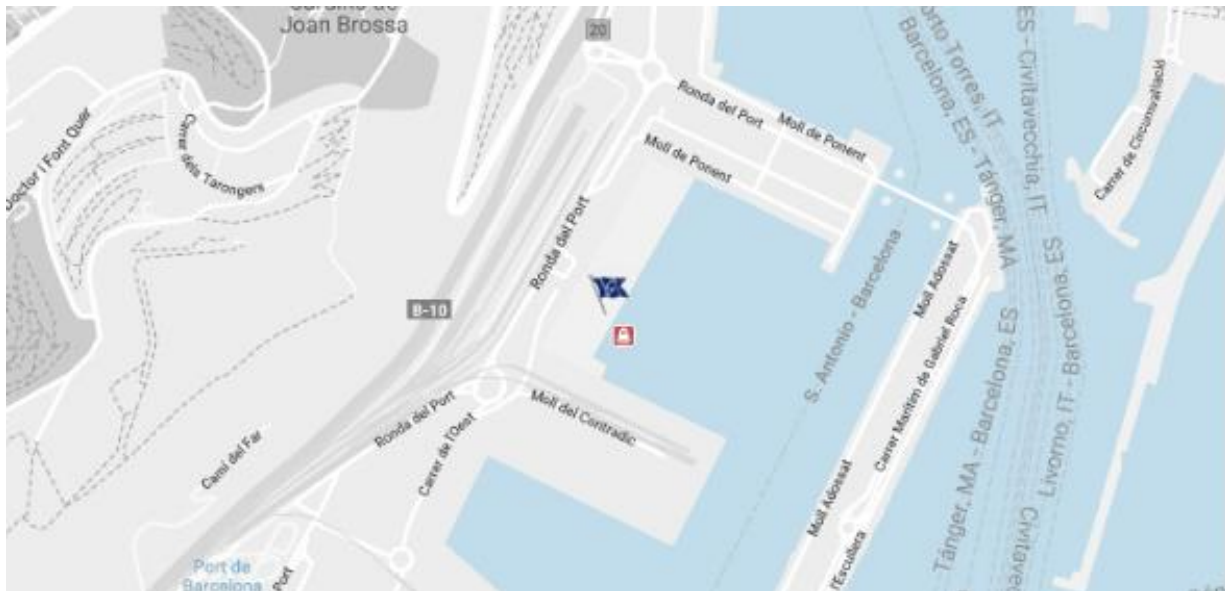 Joan Brossa
20
Ronda del Port
Moll de Ponent
Moll de Ponent
Doctor I Font Quer
Carrer dels Tarongers
Ronda del Port
B-10
Ronda del Port
Moll del Contradic
Carrer de l'Oest
Camí del Far
Port de
Barcelona
Port
S. Antonio - Barcelona
Moll Adossat
Carrer Marítim de Gabriel Roca
Moll Adossat
l'Escullera
Porto Torres, IT
Barcelona, ES - Tánger, MA
ES - Civitavecchia, IT
Carrer de Circumval·lació
Tánger, MA - Barcelona, ES
Livorno, IT - Barcelona, ES